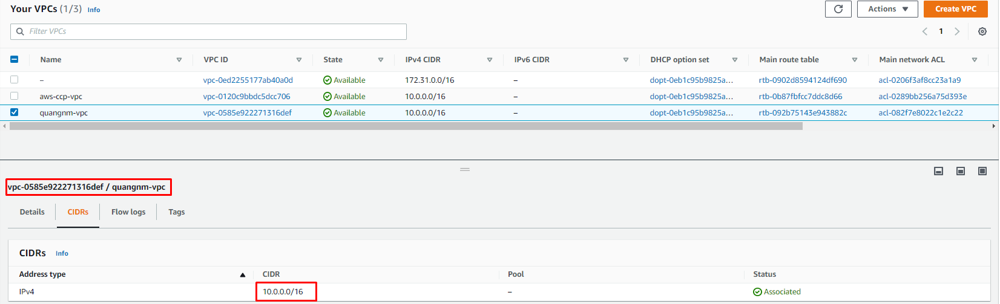 Your VPCs (1/3) Info Actions Create VPC
Filter VPCs 1
Name VPC ID State IPv4 CIDR IPv6 CIDR DHCP option set Main route table Main network ACL
– vpc-0ed2255177ab40a0d Available 172.31.0.0/16 – dopt-0eb1c95b9825a... rtb-0902d8594124df690 acl-0206f3af8cc23a1a9
aws-ccp-vpc vpc-0120c9bbdc5dcc706 Available 10.0.0.0/16 – dopt-0eb1c95b9825a... rtb-0b87fbfcc7ddc8d66 acl-0289bb256a75d393e
quangnm-vpc vpc-0585e922271316def Available 10.0.0.0/16 – dopt-0eb1c95b9825a... rtb-092b75143e943882c acl-082f7e8022c1e2c22
vpc-0585e922271316def / quangnm-vpc
Details CIDRs Flow logs Tags
CIDRs Info
Address type CIDR Pool Status
IPv4 10.0.0.0/16 – Associated